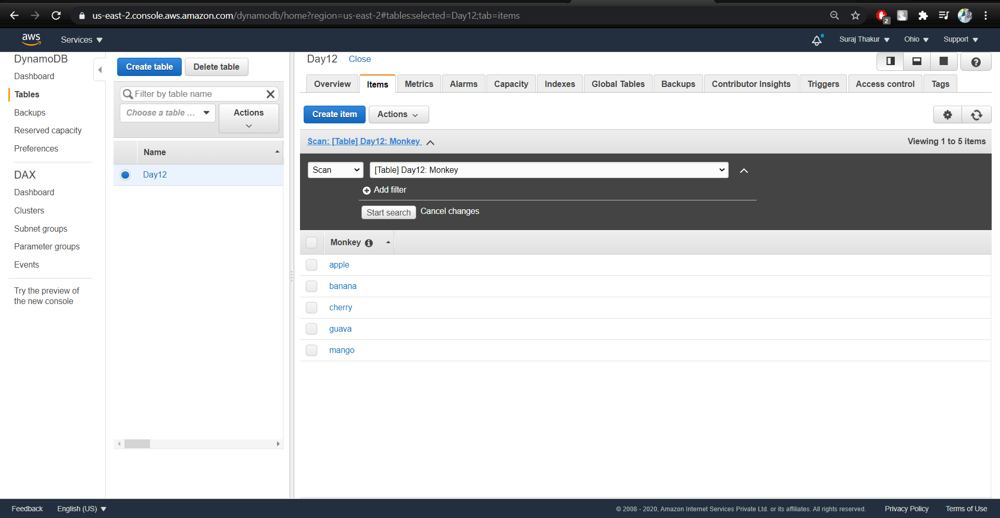 us-east-2.console.aws.amazon.com/dynamodb/home?region=us-east-2#tables:selected=Day12;tab=items
2
aws
Services
Suraj Thakur
Ohio
Support
DynamoDB
Dashboard
Tables
Backups
Reserved capacity
Preferences
DAX
Dashboard
Clusters
Subnet groups
Parameter groups
Events
Try the preview of
the new console
Create table
Delete table
Filter by table name
Choose a table ...
Actions
Name
Day12
Day12 Close
Overview
Items
Metrics
Alarms
Capacity
Indexes
Global Tables
Backups
Contributor Insights
Triggers
Access control
Tags
Create item
Actions
Scan: [Table] Day12: Monkey
Viewing 1 to 5 items
Scan
[Table] Day12: Monkey
Add filter
Start search
Cancel changes
Monkey
apple
banana
cherry
guava
mango
Feedback
English (US)
© 2008 - 2020, Amazon Internet Services Private Ltd. or its affiliates. All rights reserved.
Privacy Policy
Terms of Use